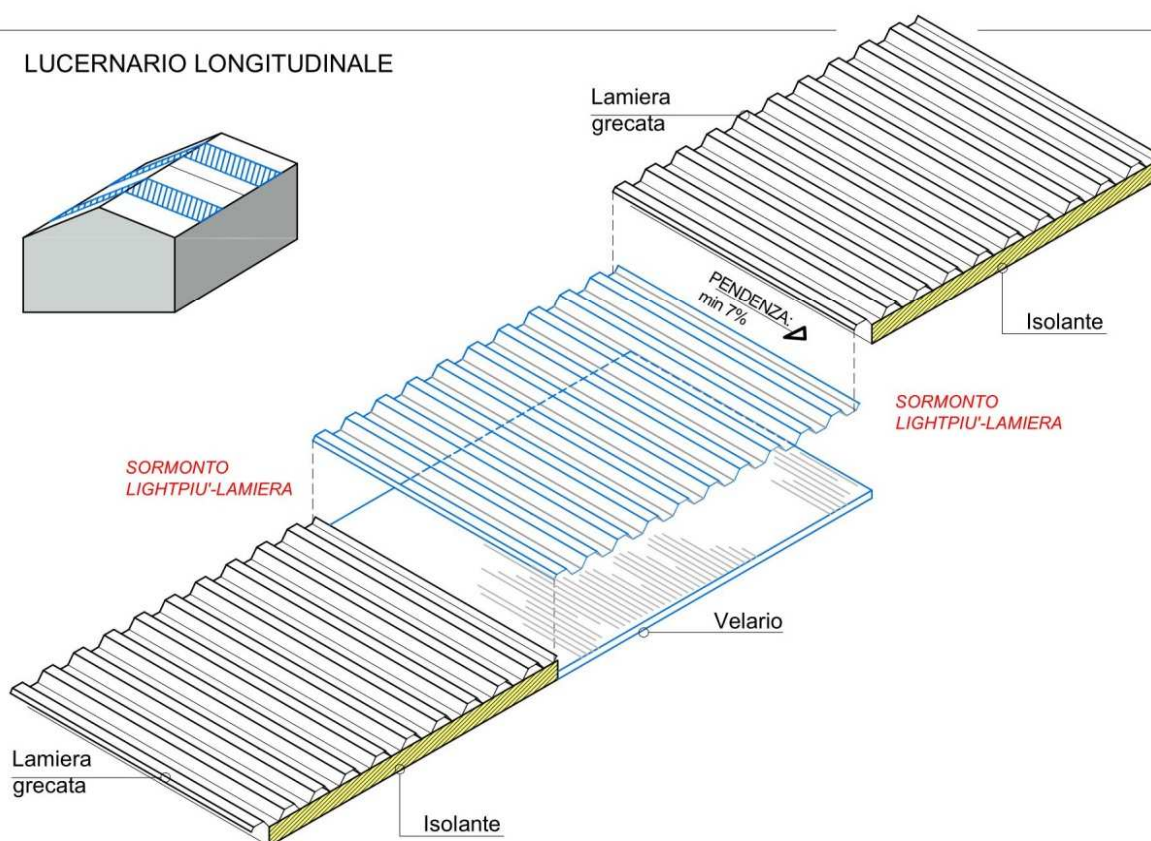 LUCERNARIO LONGITUDINALE
Lamiera
grecata
PENDENZA:
min 7%
Isolante
SORMONTO
LIGHTPIU'-LAMIERA
SORMONTO
LIGHTPIU'-LAMIERA
Velario
Lamiera
grecata
Isolante